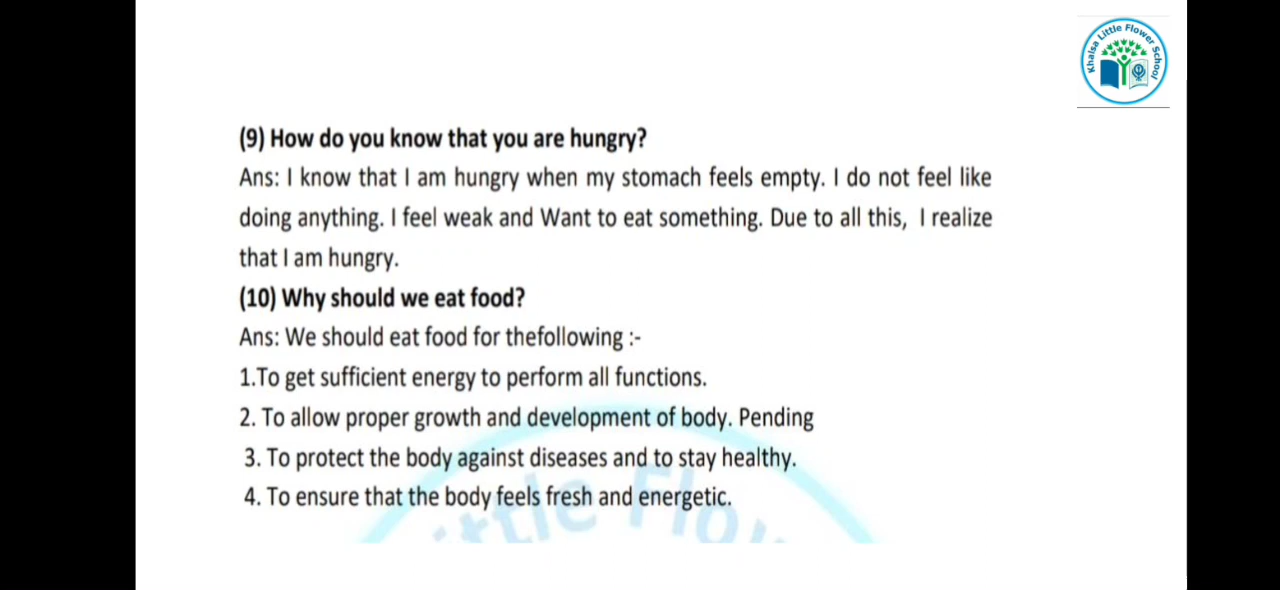 Khalsa Little Flower School
(9) How do you know that you are hungry?
Ans: I know that I am hungry when my stomach feels empty. I do not feel like
doing anything. I feel weak and Want to eat something. Due to all this, I realize
that I am hungry.
(10) Why should we eat food?
Ans: We should eat food for thefollowing :-
1.To get sufficient energy to perform all functions.
2. To allow proper growth and development of body. Pending
3. To protect the body against diseases and to stay healthy.
4. To ensure that the body feels fresh and energetic.
Little Flow